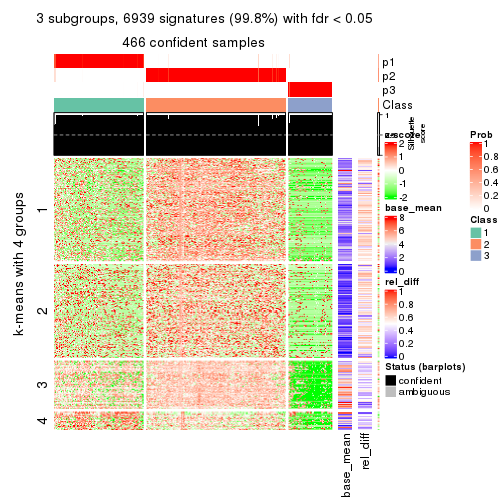 3 subgroups, 6939 signatures (99.8%) with fdr < 0.05
466 confident samples
p1
p2
p3
Class
1
Silhouette
score
k-means with 4 groups
1
2
3
4
base_mean
rel_diff
z-score
2
1
0
-1
-2
base_mean
8
6
4
2
0
rel_diff
1
0.8
0.6
0.4
0.2
0
Status (barplots)
confident
ambiguous
Prob
1
0.8
0.6
0.4
0.2
0
Class
1
2
3